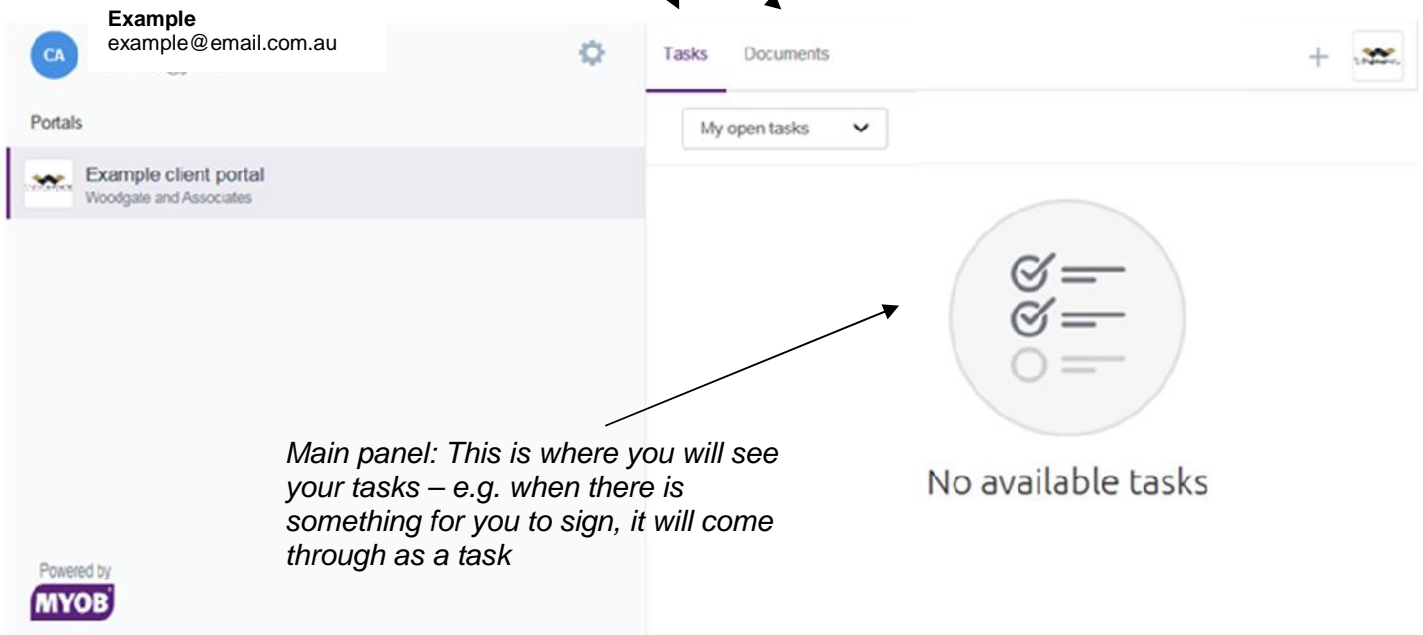 Example
example@email.com.au
CA
Tasks Documents
Portals
My open tasks
Example client portal
Woodgate and Associates
Main panel: This is where you will see
your tasks – e.g. when there is
something for you to sign, it will come
through as a task
No available tasks
Powered by
MYOB